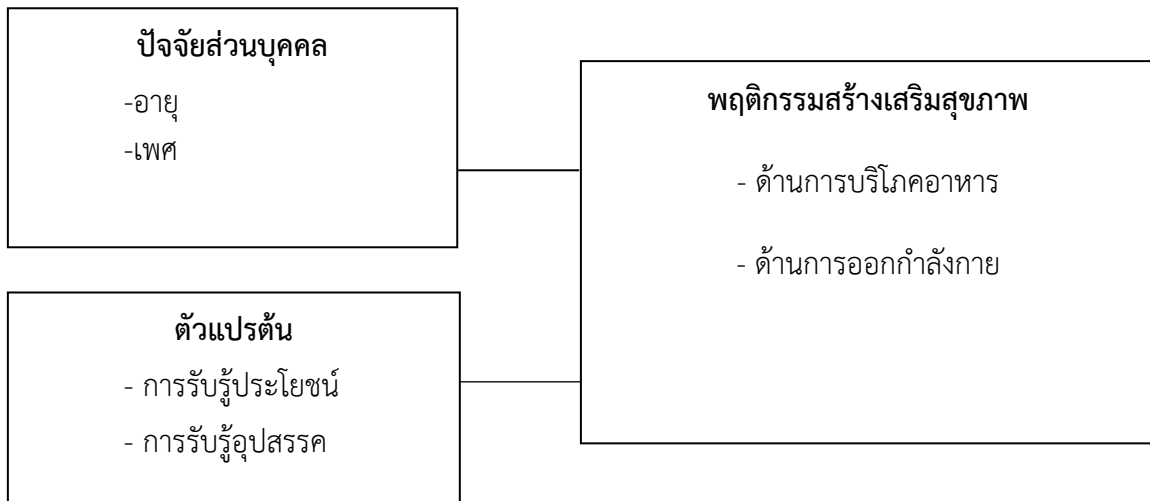 ปัจจัยส่วนบุคคล
-อายุ
-เพศ
ตัวแปรต้น
- การรับรู้ประโยชน์
- การรับรู้อุปสรรค
พฤติกรรมสร้างเสริมสุขภาพ
- ด้านการบริโภคอาหาร
- ด้านการออกกำลังกาย